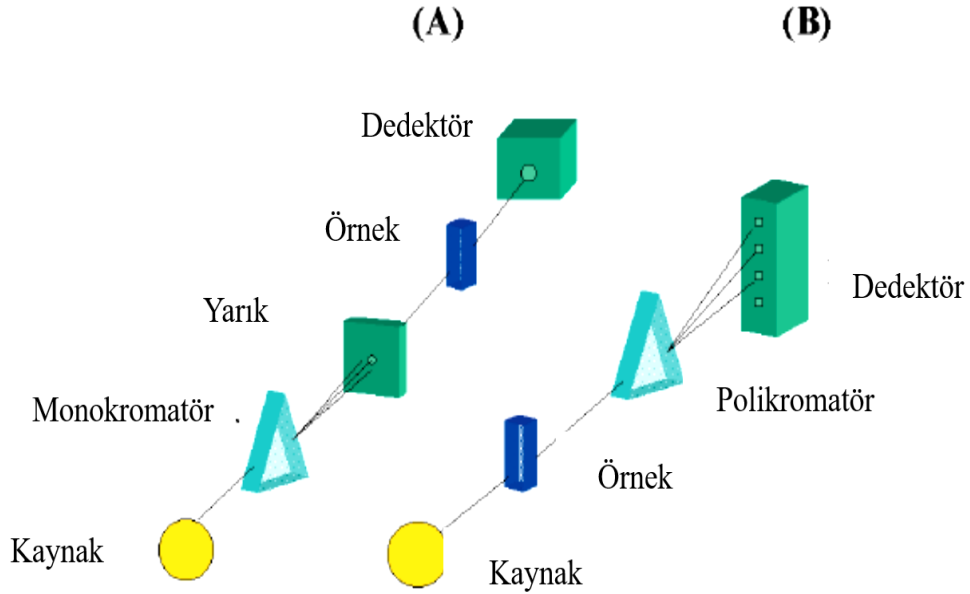 (A)
(B)
Dedektör
Örnek
Yarık
Monokromatör
Kaynak
Dedektör
Polikromatör
Örnek
Kaynak